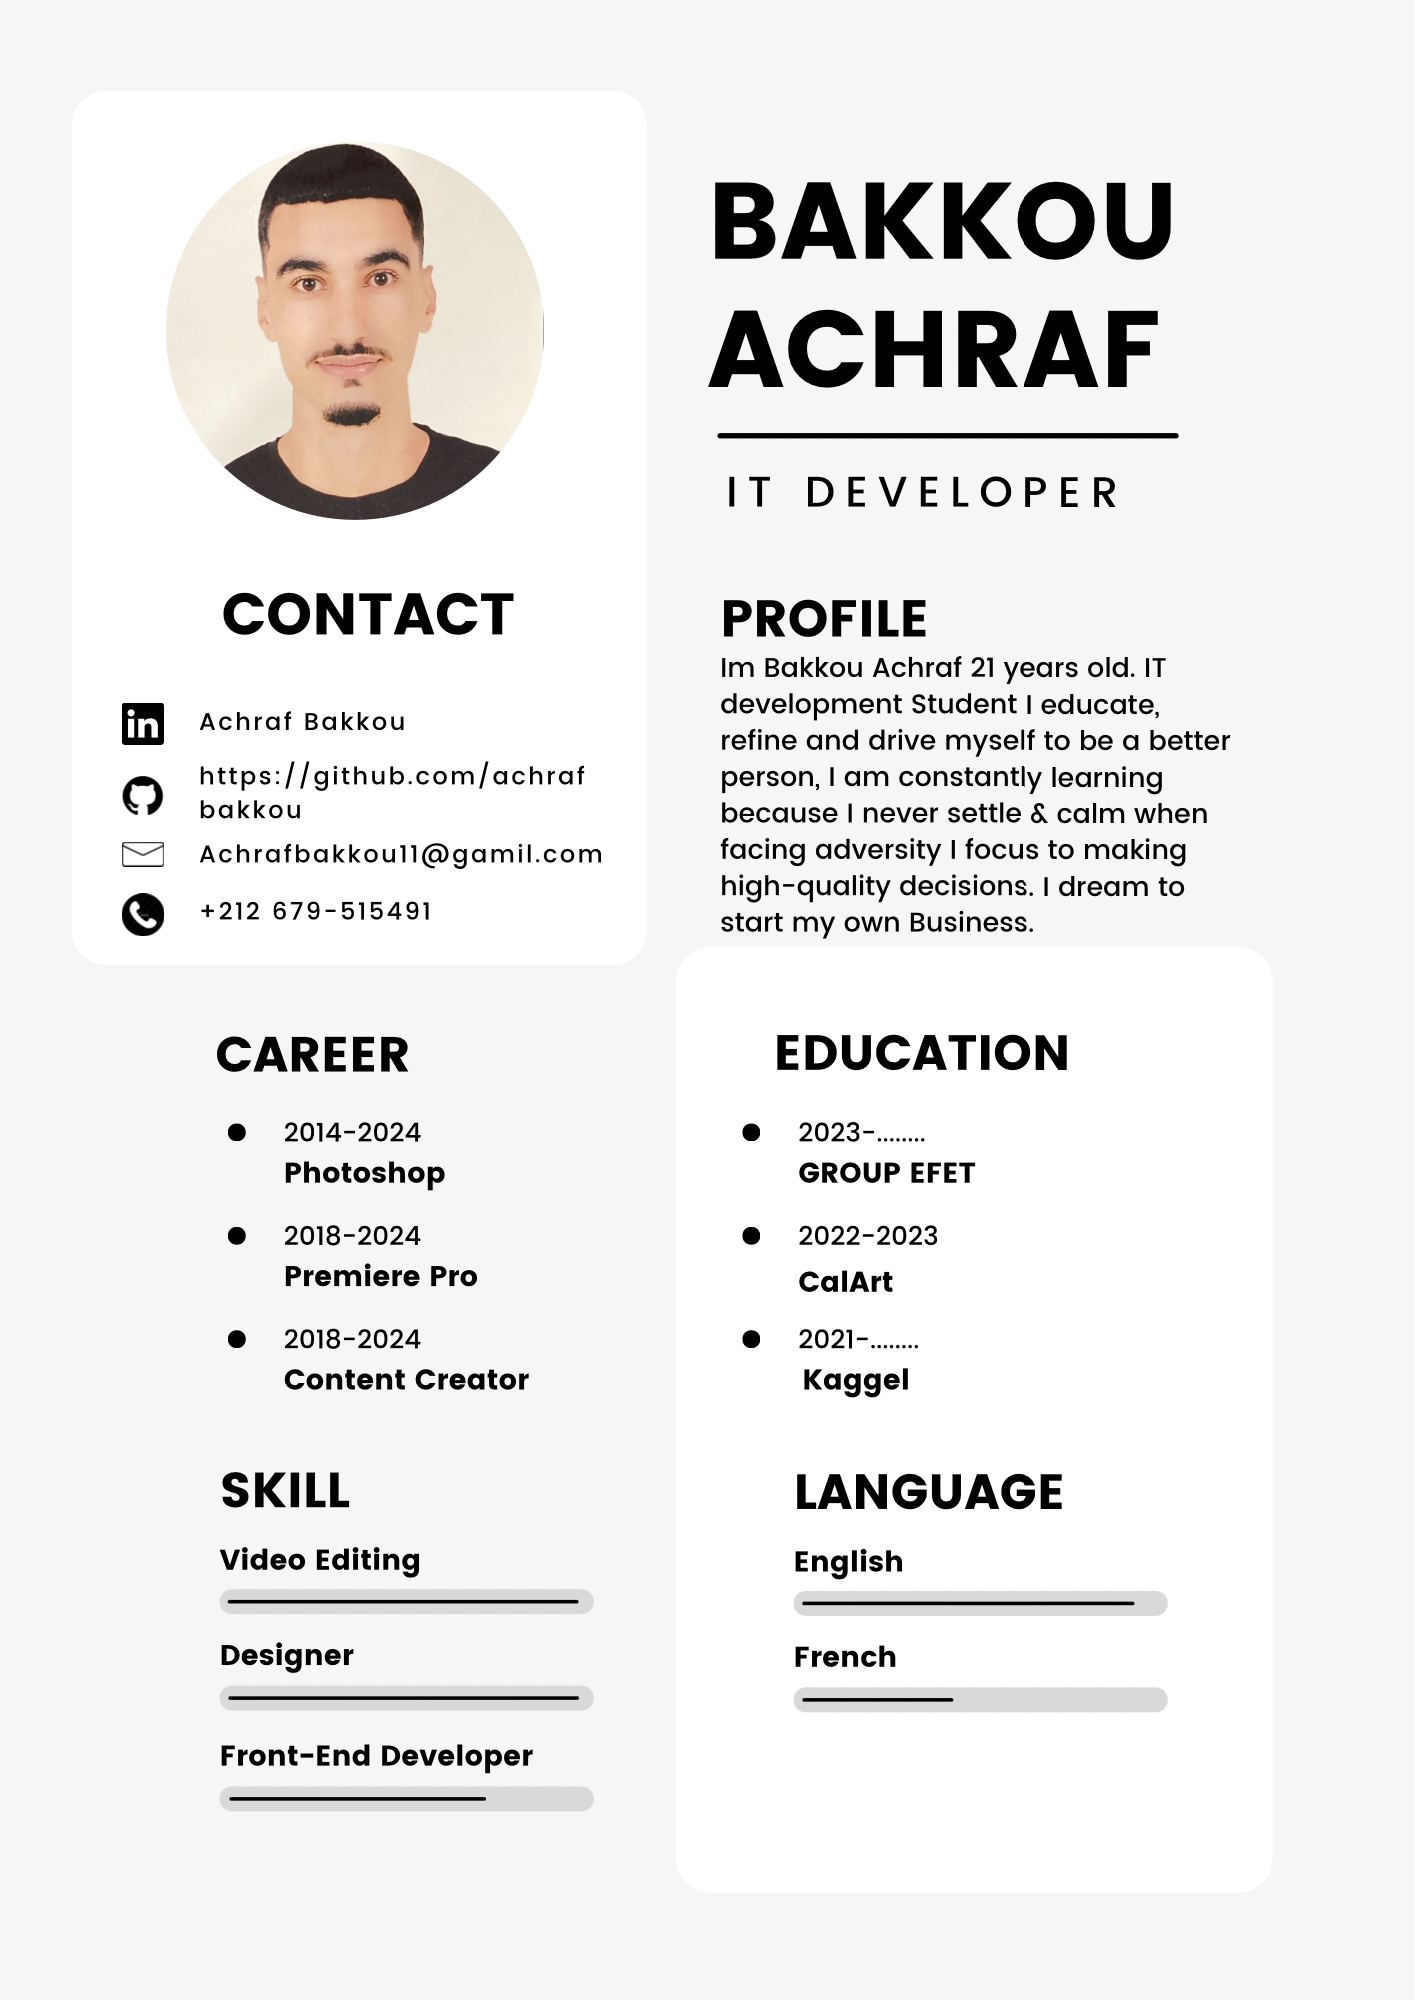 BAKKOU
ACHRAF
IT DEVELOPER
CONTACT
Achraf Bakkou
https://github.com/achraf
bakkou
Achrafbakkou11@gamil.com
+212 679-515491
PROFILE
Im Bakkou Achraf 21 years old. IT
development Student I educate,
refine and drive myself to be a better
person, I am constantly learning
because I never settle & calm when
facing adversity I focus to making
high-quality decisions. I dream to
start my own Business.
CAREER
2014-2024
Photoshop
2018-2024
Premiere Pro
2018-2024
Content Creator
EDUCATION
2023-........
GROUP EFET
2022-2023
CalArt
2021-........
Kaggel
SKILL
Video Editing
Designer
Front-End Developer
LANGUAGE
English
French